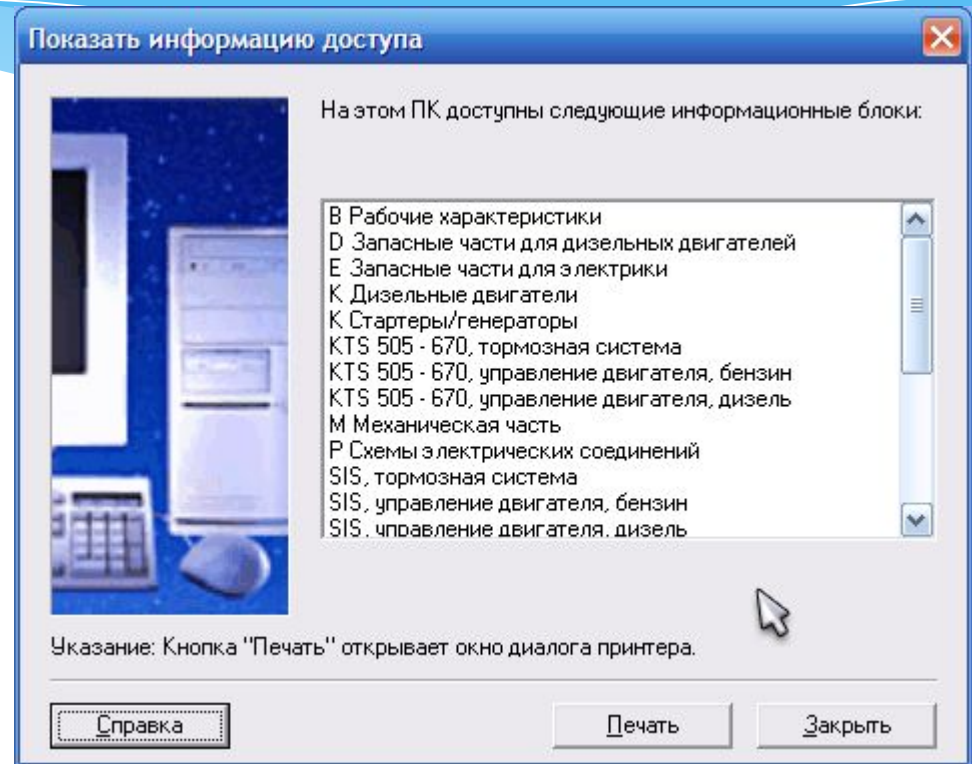 Показать информацию доступа
На этом ПК доступны следующие информационные блоки:
В Рабочие характеристики
D Запасные части для дизельных двигателей
Е Запасные части для электрики
К Дизельные двигатели
К Стартеры/генераторы
KTS 505 - 670, тормозная система
KTS 505 - 670, управление двигателя, бензин
KTS 505 - 670, управление двигателя, дизель
М Механическая часть
Р Схемы электрических соединений
SIS, тормозная система
SIS, управление двигателя, бензин
SIS, управление двигателя, дизель
Указание: Кнопка "Печать" открывает окно диалога принтера.
Справка Печать Закрыть